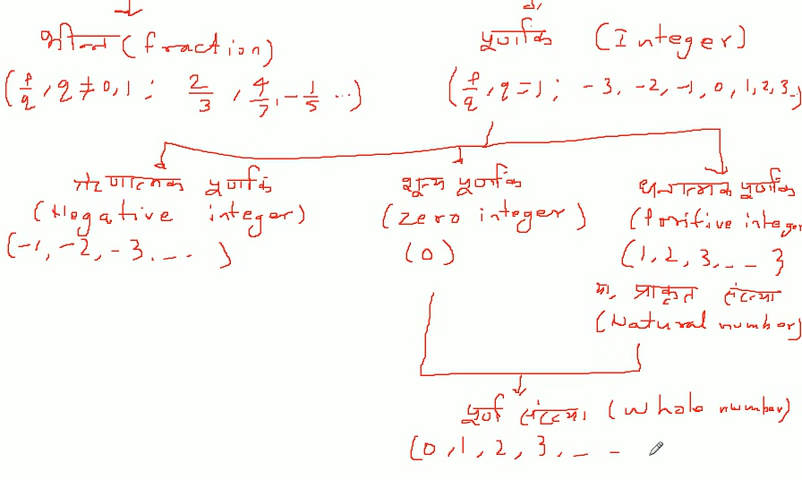 भीन्न (fraction)
पूर्णांक (Integer)
(p/q, q ≠ 0, 1 ; 2/3, 4/7, -1/5 ...)
(p/q, q = 1 ; -3, -2, -1, 0, 1, 2, 3..)
ऋणात्मक पूर्णांक
(Negative integer)
(-1, -2, -3, .... )
शून्य पूर्णांक
(Zero integer)
(0)
धनात्मक पूर्णांक
(Positive integer
(1, 2, 3, _ _ }
या, प्राकृत संख्या
(Natural number)
पूर्ण संख्या (Whole number)
(0, 1, 2, 3, _ _